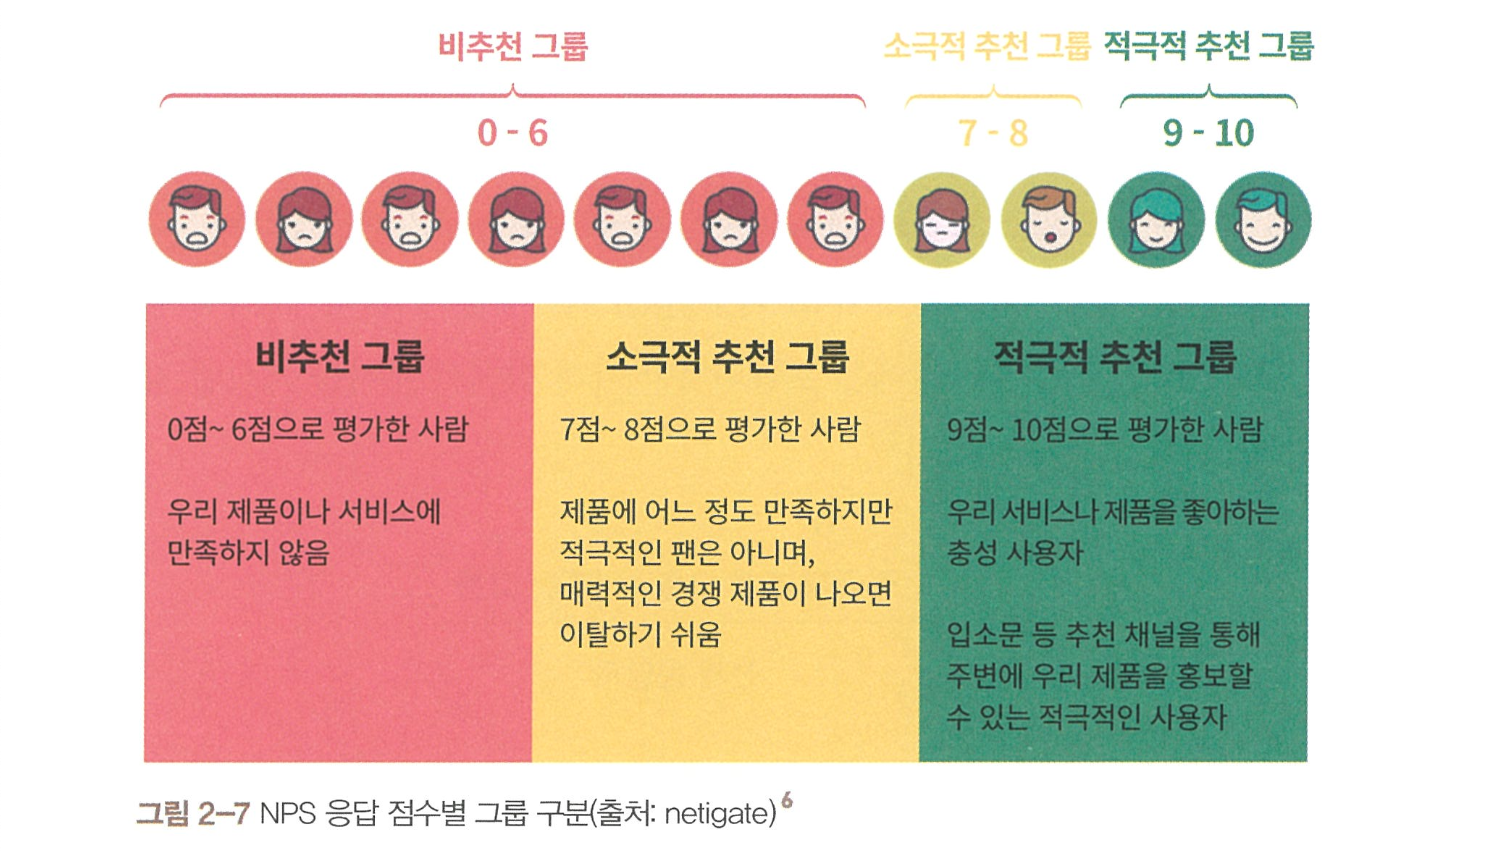 비추천 그룹
소극적 추천 그룹
적극적 추천 그룹
0 - 6
7 - 8
9 - 10
비추천 그룹
0점~ 6점으로 평가한 사람
우리 제품이나 서비스에
만족하지 않음
소극적 추천 그룹
7점~ 8점으로 평가한 사람
제품에 어느 정도 만족하지만
적극적인 팬은 아니며,
매력적인 경쟁 제품이 나오면
이탈하기 쉬움
적극적 추천 그룹
9점~ 10점으로 평가한 사람
우리 서비스나 제품을 좋아하는
충성 사용자
입소문 등 추천 채널을 통해
주변에 우리 제품을 홍보할
수 있는 적극적인 사용자
그림 2–7 NPS 응답 점수별 그룹 구분(출처: netigate) 6